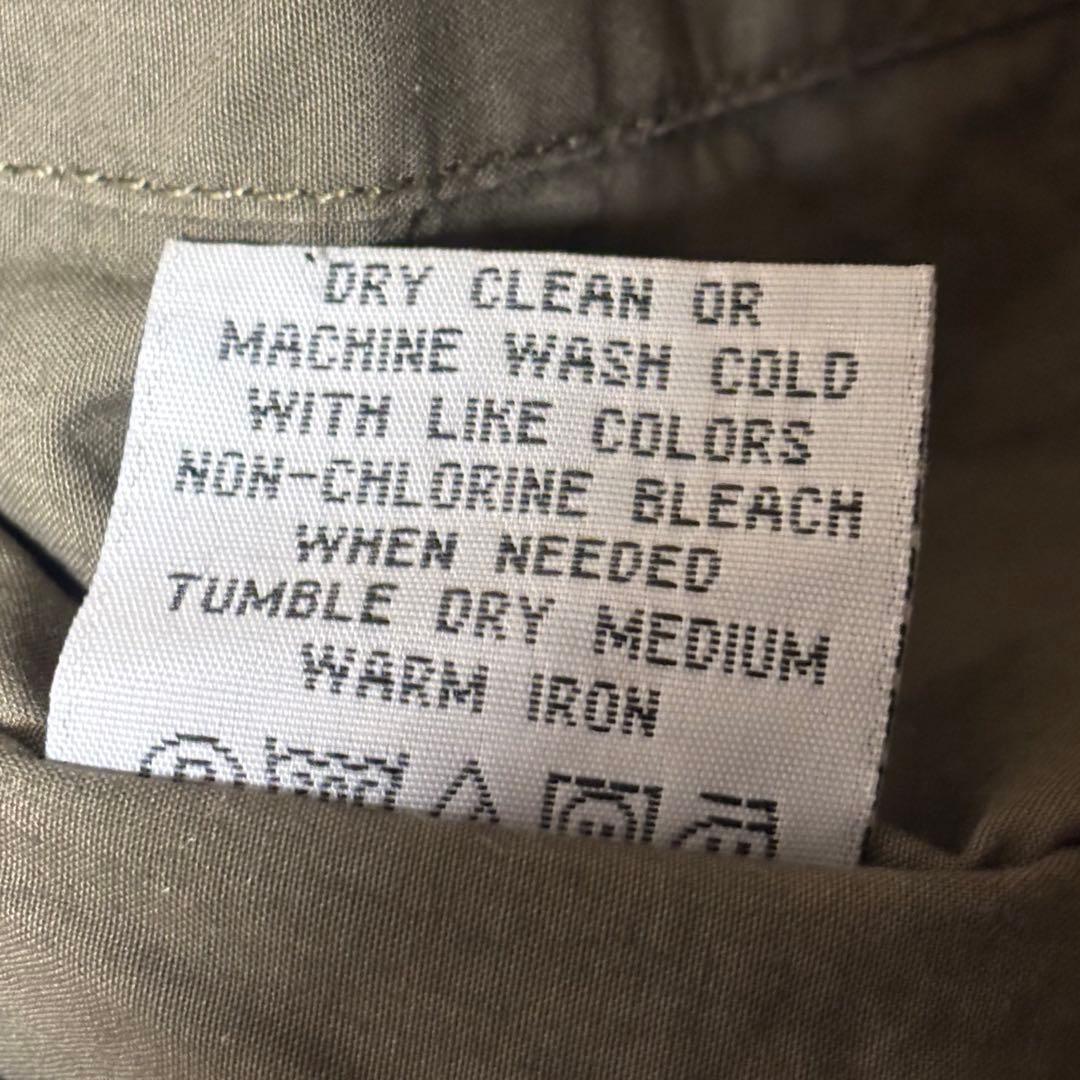 DRY CLEAN OR
MACHINE WASH COLD
WITH LIKE COLORS
NON-CHLORINE BLEACH
WHEN NEEDED
TUMBLE DRY MEDIUM
WARM IRON